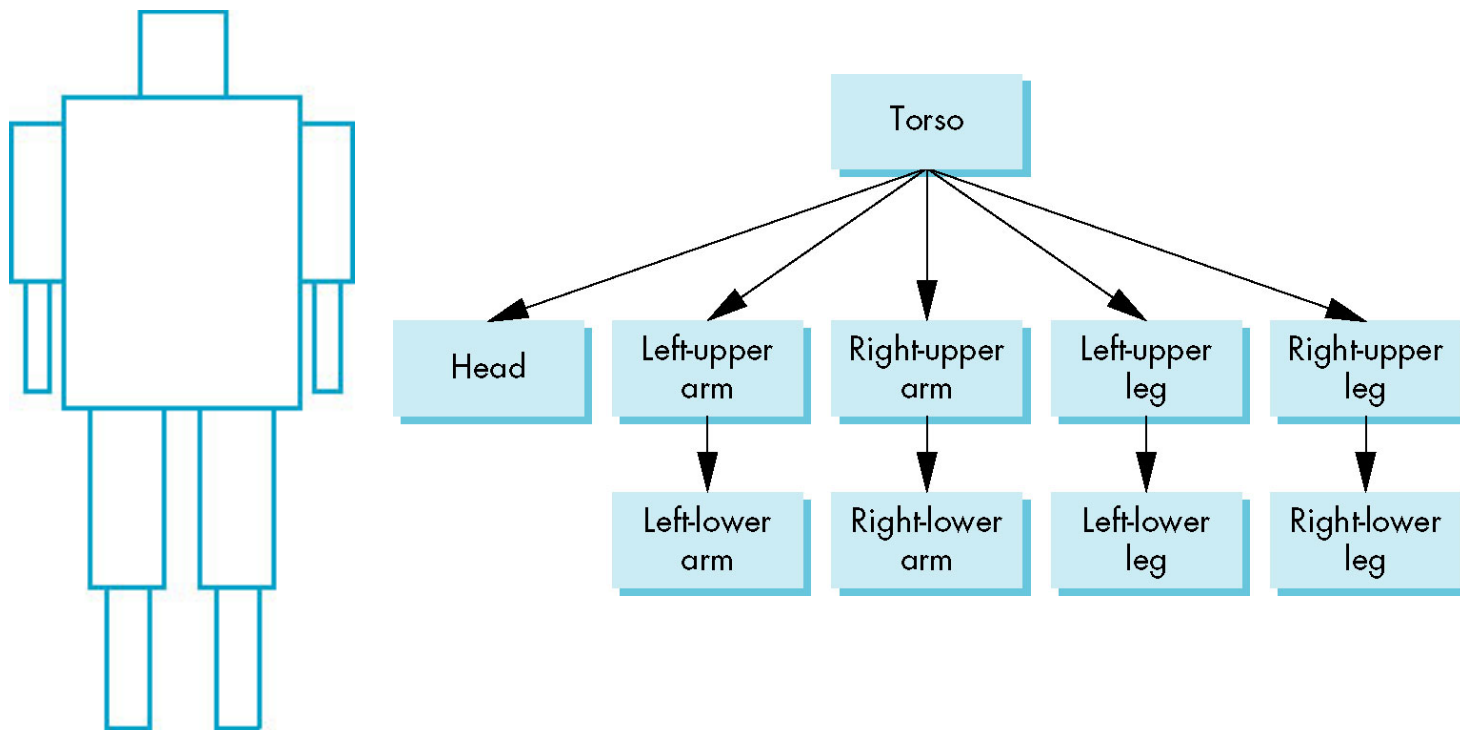 Torso
Head
Left-upper
arm
Right-upper
arm
Left-upper
leg
Right-upper
leg
Left-lower
arm
Right-lower
arm
Left-lower
leg
Right-lower
leg